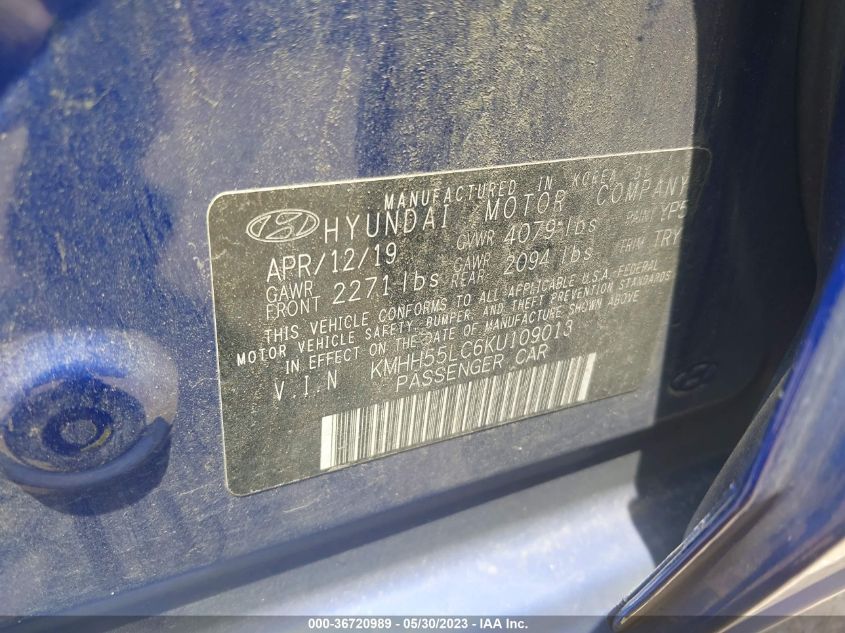 MANUFACTURED IN KOREA BY
HYUNDAI MOTOR COMPANY
APR/12/19 GVWR 4079 lbs PAINT YP5
GAWR FRONT 2271 lbs GAWR REAR 2094 lbs TRIM TRY
THIS VEHICLE CONFORMS TO ALL APPLICABLE U.S.A. FEDERAL
MOTOR VEHICLE SAFETY, BUMPER, AND THEFT PREVENTION STANDARDS
IN EFFECT ON THE DATE OF MANUFACTURE SHOWN ABOVE
V.I.N KMHH55LC6KU109013
PASSENGER CAR
000-36720989 / 05/30/2023 - IAA Inc.